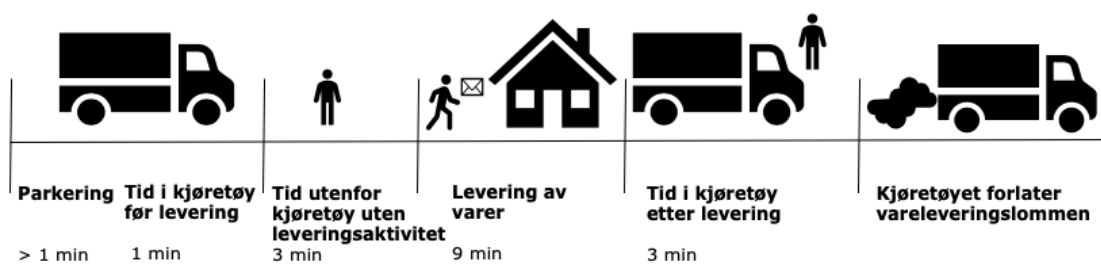 Parkering
> 1 min
Tid i kjøretøy
før levering
1 min
Tid utenfor
kjøretøy uten
leveringsaktivitet
3 min
Levering av
varer
9 min
Tid i kjøretøy
etter levering
3 min
Kjøretøyet forlater
vareleveringslommen